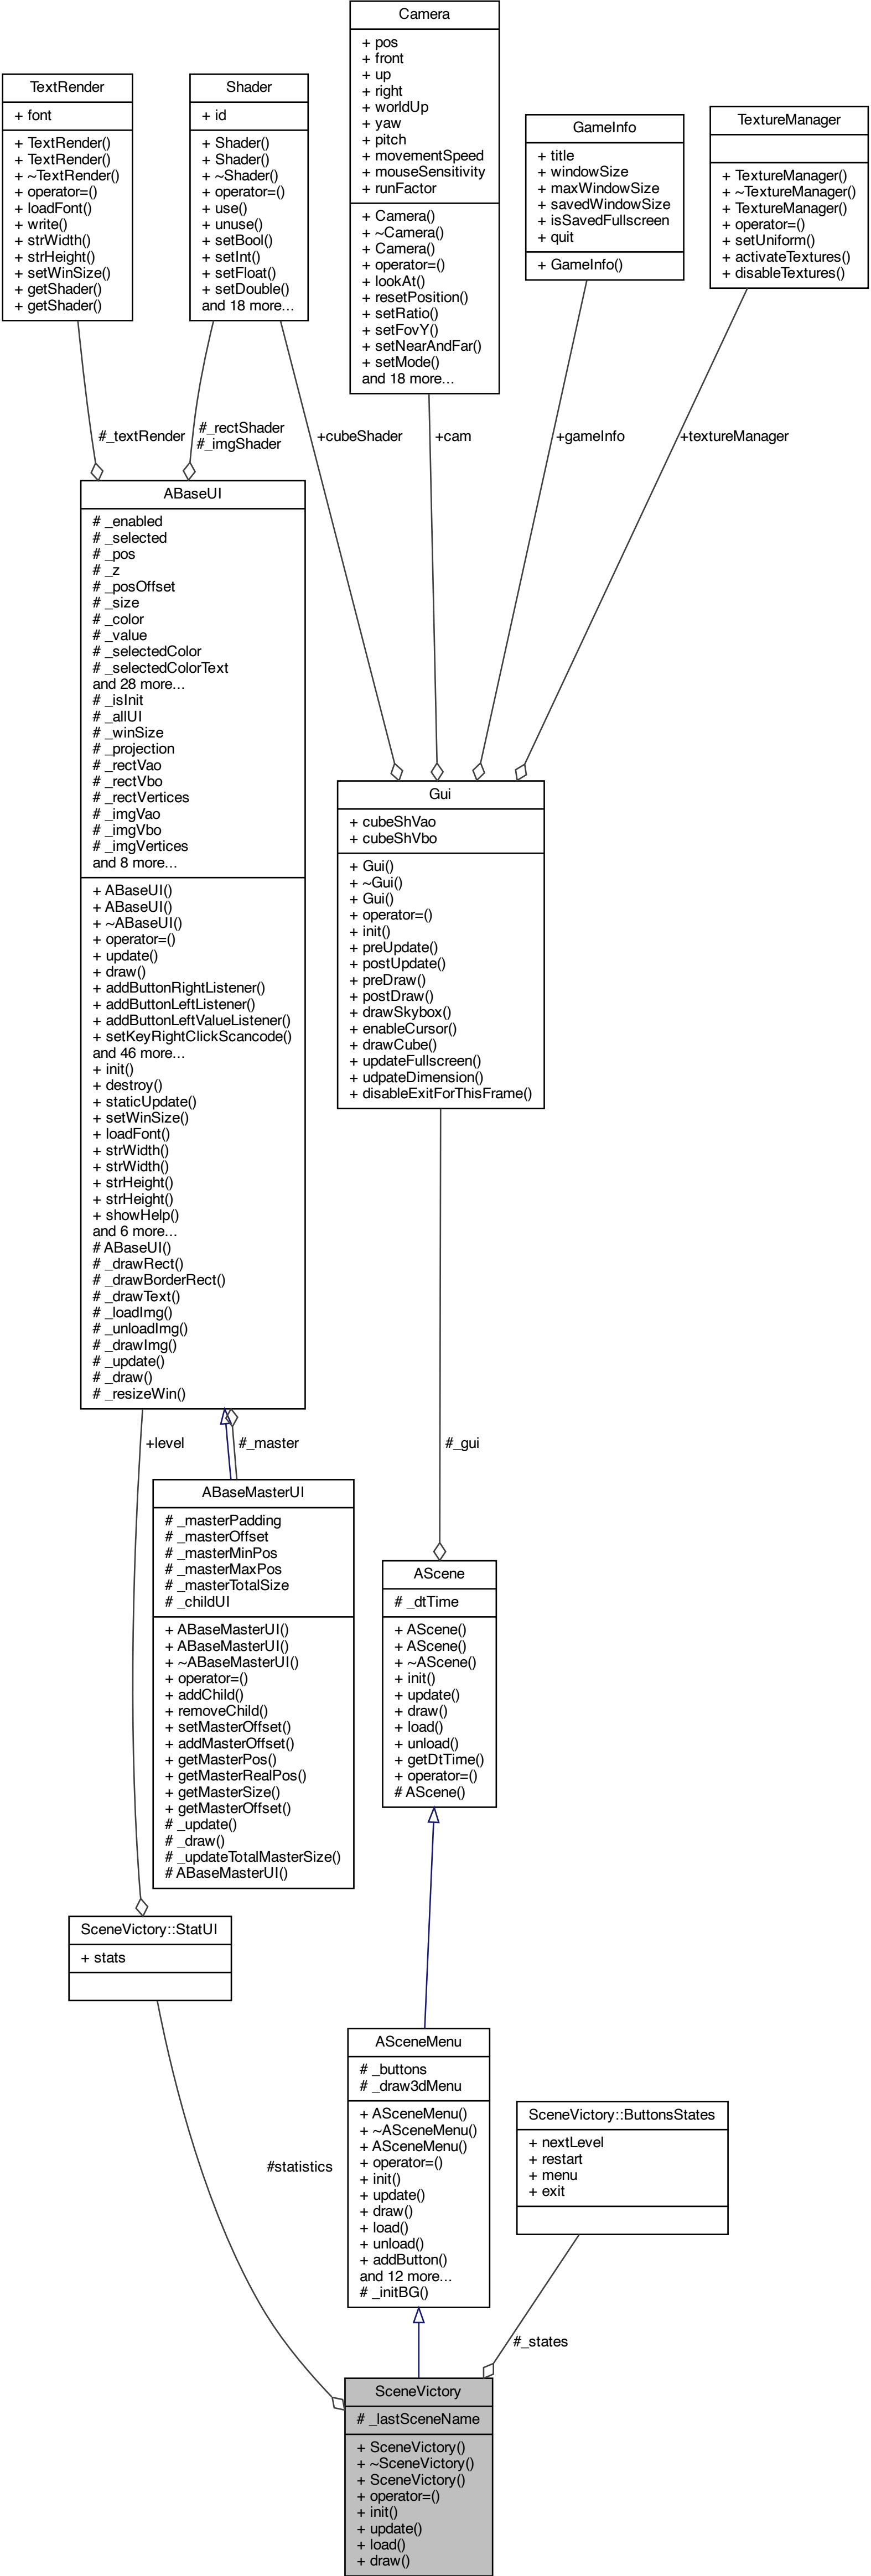 Camera
+ pos
+ front
+ up
+ right
+ worldUp
+ yaw
+ pitch
+ movementSpeed
+ mouseSensitivity
+ runFactor
+ Camera()
+ ~Camera()
+ Camera()
+ operator=()
+ lookAt()
+ resetPosition()
+ setRatio()
+ setFovY()
+ setNearAndFar()
+ setMode()
and 18 more...
TextRender
+ font
+ TextRender()
+ TextRender()
+ ~TextRender()
+ operator=()
+ loadFont()
+ write()
+ strWidth()
+ strHeight()
+ setWinSize()
+ getShader()
+ getShader()
Shader
+ id
+ Shader()
+ Shader()
+ ~Shader()
+ operator=()
+ use()
+ unuse()
+ setBool()
+ setInt()
+ setFloat()
+ setDouble()
and 18 more...
GameInfo
+ title
+ windowSize
+ maxWindowSize
+ savedWindowSize
+ isSavedFullscreen
+ quit
+ GameInfo()
TextureManager
+ TextureManager()
+ ~TextureManager()
+ TextureManager()
+ operator=()
+ setUniform()
+ activateTextures()
+ disableTextures()
#_textRender
#_rectShader
#_imgShader
+cubeShader
+cam
+gameInfo
+textureManager
ABaseUI
# _enabled
# _selected
# _pos
# _z
# _posOffset
# _size
# _color
# _value
# _selectedColor
# _selectedColorText
and 28 more...
# _isInit
# _allUI
# _winSize
# _projection
# _rectVao
# _rectVbo
# _rectVertices
# _imgVao
# _imgVbo
# _imgVertices
and 8 more...
+ ABaseUI()
+ ABaseUI()
+ ~ABaseUI()
+ operator=()
+ update()
+ draw()
+ addButtonRightListener()
+ addButtonLeftListener()
+ addButtonLeftValueListener()
+ setKeyRightClickScancode()
and 46 more...
+ init()
+ destroy()
+ staticUpdate()
+ setWinSize()
+ loadFont()
+ strWidth()
+ strWidth()
+ strHeight()
+ strHeight()
+ showHelp()
and 6 more...
# ABaseUI()
# _drawRect()
# _drawBorderRect()
# _drawText()
# _loadImg()
# _unloadImg()
# _drawImg()
# _update()
# _draw()
# _resizeWin()
Gui
+ cubeShVao
+ cubeShVbo
+ Gui()
+ ~Gui()
+ Gui()
+ operator=()
+ init()
+ preUpdate()
+ postUpdate()
+ preDraw()
+ postDraw()
+ drawSkybox()
+ enableCursor()
+ drawCube()
+ updateFullscreen()
+ udpateDimension()
+ disableExitForThisFrame()
+level
#_master
#_gui
ABaseMasterUI
# _masterPadding
# _masterOffset
# _masterMinPos
# _masterMaxPos
# _masterTotalSize
# _childUI
+ ABaseMasterUI()
+ ABaseMasterUI()
+ ~ABaseMasterUI()
+ operator=()
+ addChild()
+ removeChild()
+ setMasterOffset()
+ addMasterOffset()
+ getMasterPos()
+ getMasterRealPos()
+ getMasterSize()
+ getMasterOffset()
# _update()
# _draw()
# _updateTotalMasterSize()
# ABaseMasterUI()
AScene
# _dtTime
+ AScene()
+ AScene()
+ ~AScene()
+ init()
+ update()
+ draw()
+ load()
+ unload()
+ getDtTime()
+ operator=()
# AScene()
SceneVictory::StatUI
+ stats
ASceneMenu
# _buttons
# _draw3dMenu
+ ASceneMenu()
+ ~ASceneMenu()
+ ASceneMenu()
+ operator=()
+ init()
+ update()
+ draw()
+ load()
+ unload()
+ addButton()
and 12 more...
# _initBG()
SceneVictory::ButtonsStates
+ nextLevel
+ restart
+ menu
+ exit
#statistics
#_states
SceneVictory
# _lastSceneName
+ SceneVictory()
+ ~SceneVictory()
+ SceneVictory()
+ operator=()
+ init()
+ update()
+ load()
+ draw()